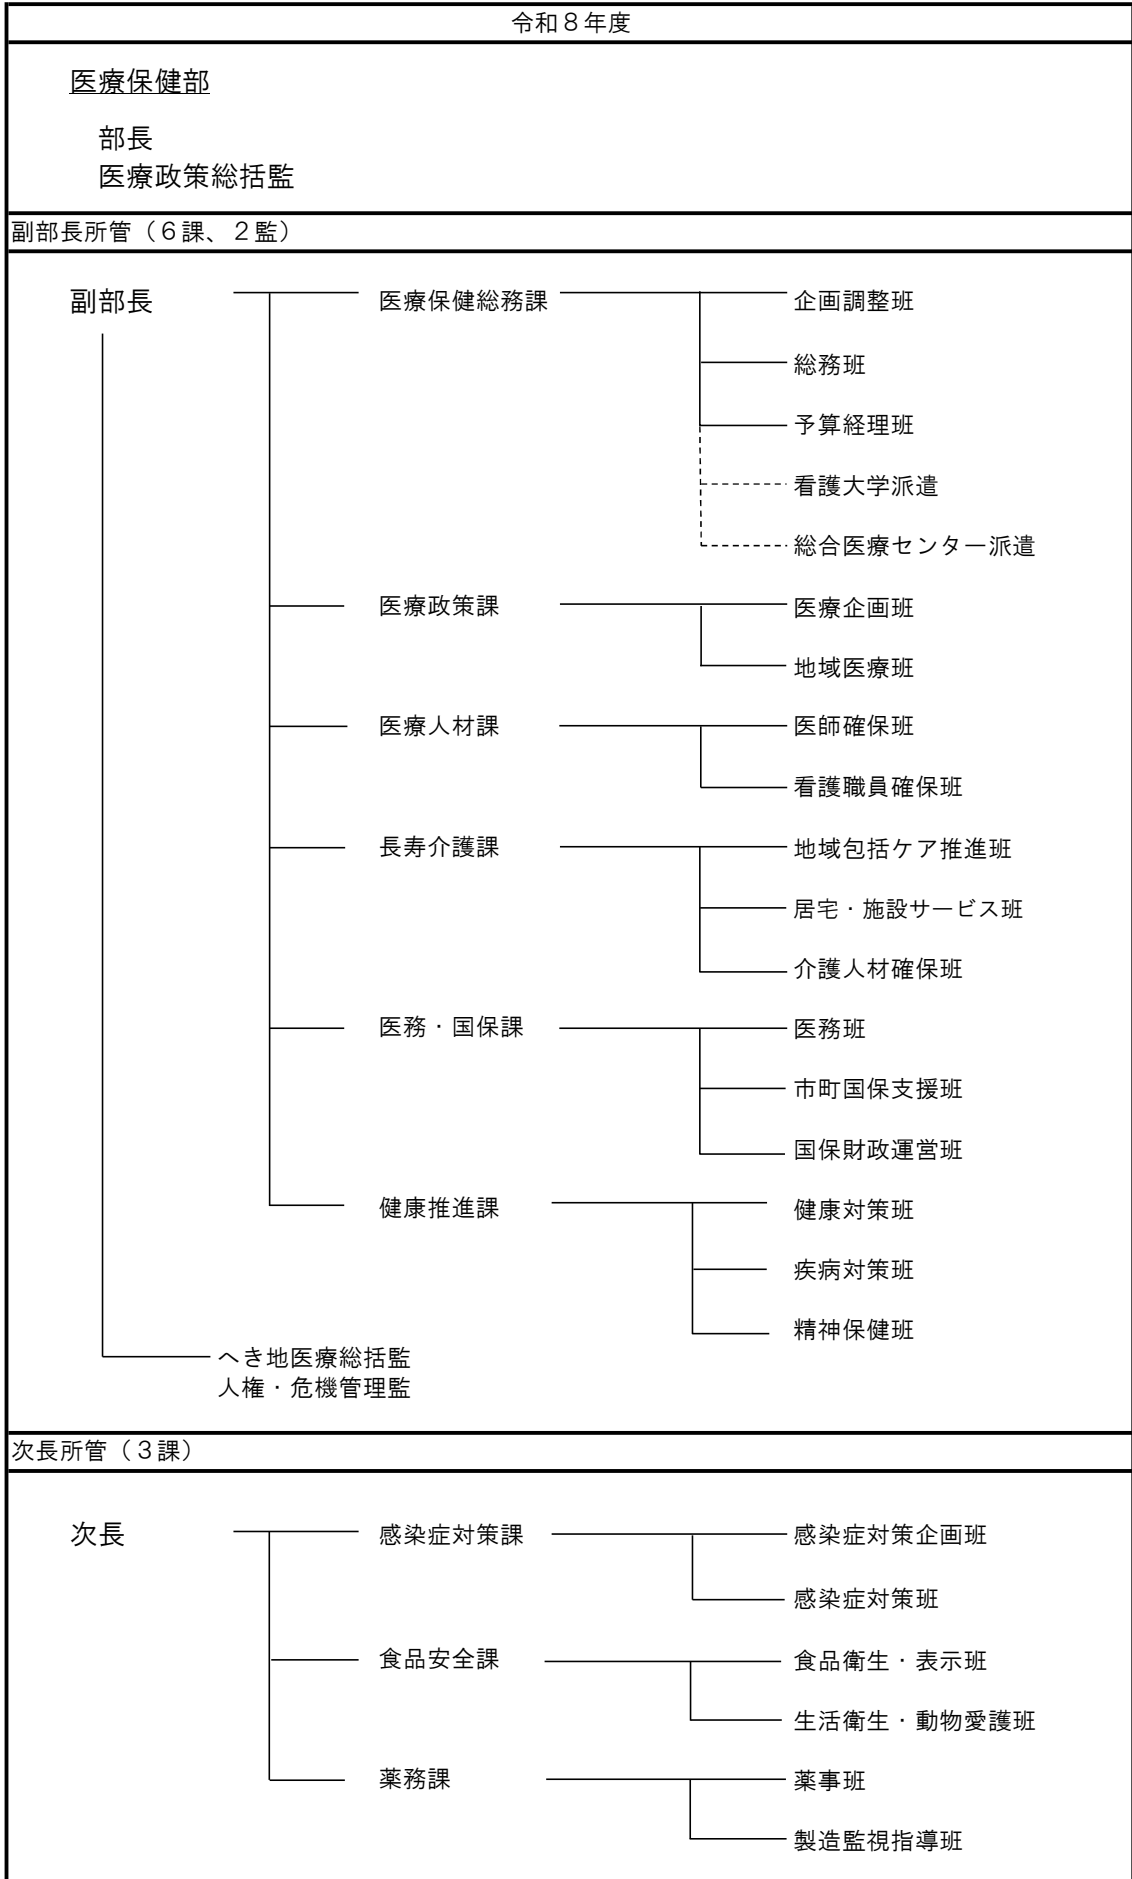 令和８年度
医療保健部
部長
医療政策総括監
副部長所管（６課、２監）
副部長
医療保健総務課
企画調整班
総務班
予算経理班
看護大学派遣
総合医療センター派遣
医療政策課
医療企画班
地域医療班
医療人材課
医師確保班
看護職員確保班
長寿介護課
地域包括ケア推進班
居宅・施設サービス班
介護人材確保班
医務・国保課
医務班
市町国保支援班
国保財政運営班
健康推進課
健康対策班
疾病対策班
精神保健班
へき地医療総括監
人権・危機管理監
次長所管（３課）
次長
感染症対策課
感染症対策企画班
感染症対策班
食品安全課
食品衛生・表示班
生活衛生・動物愛護班
薬務課
薬事班
製造監視指導班